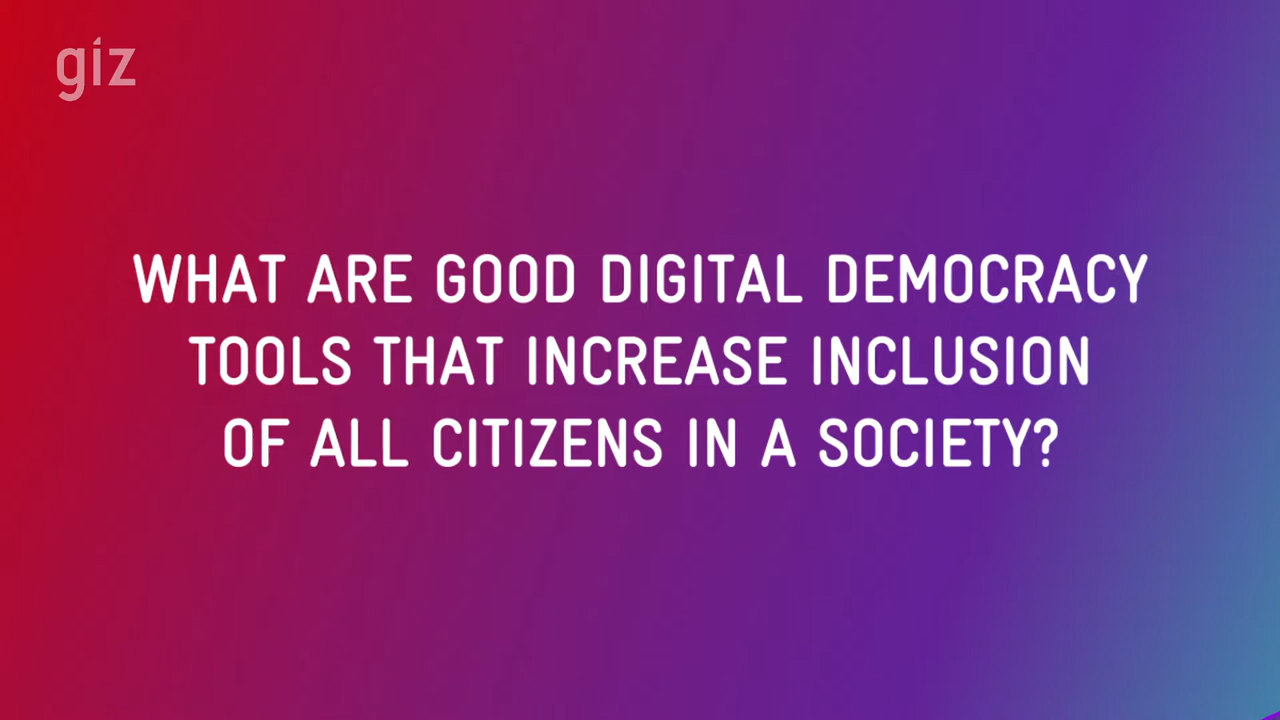 giz
WHAT ARE GOOD DIGITAL DEMOCRACY
TOOLS THAT INCREASE INCLUSION
OF ALL CITIZENS IN A SOCIETY?